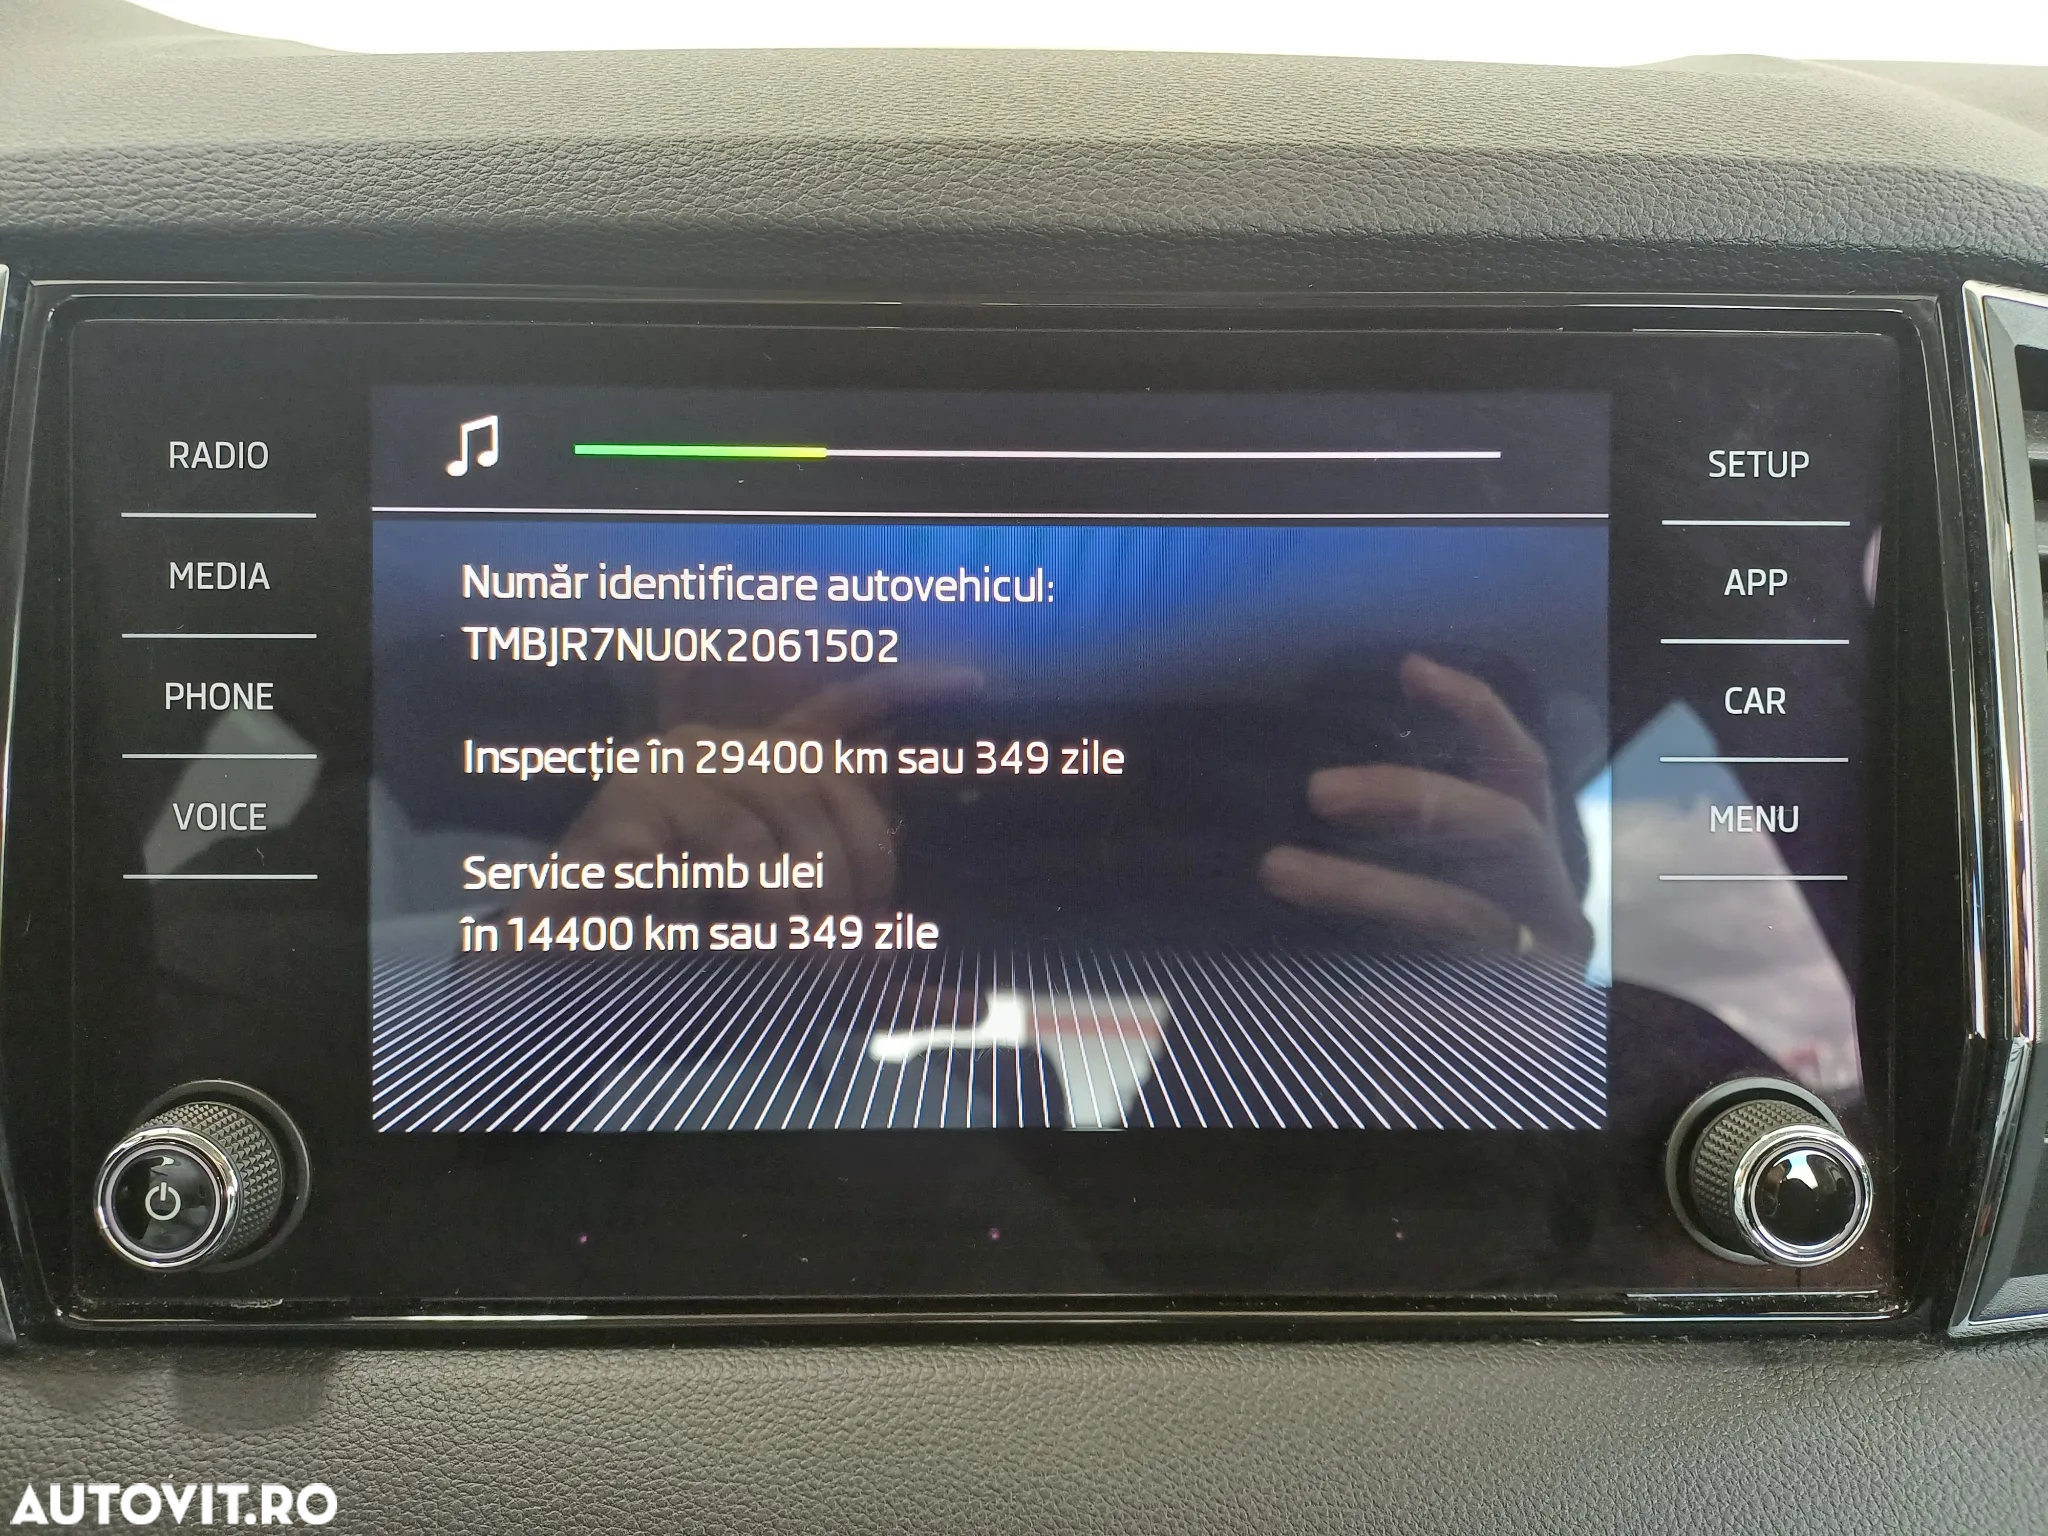 RADIO
MEDIA
PHONE
VOICE
Număr identificare autovehicul:
TMBJR7NU0K2061502
Inspecție în 29400 km sau 349 zile
Service schimb ulei
în 14400 km sau 349 zile
SETUP
APP
CAR
MENU
AUTOVIT.RO